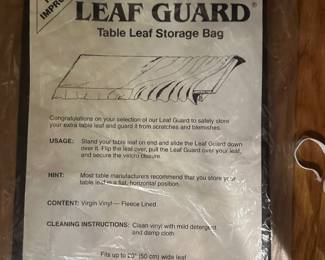 IMPRO
LEAF GUARD®
Table Leaf Storage Bag
Congratulations on your selection of our Leaf Guard to safely store
your extra table leaf and guard it from scratches and blemishes.
USAGE: Stand your table leaf on end and slide the Leaf Guard down
over it. Flip the leaf over, pull the Leaf Guard over your leaf,
and secure the velcro closure.
HINT: Most table manufacturers recommend that you store your
table leaf in a flat, horizontal position.
CONTENT: Virgin Vinyl — Fleece Lined
CLEANING INSTRUCTIONS: Clean vinyl with mild detergent
and damp cloth
Fits up to 20" (50 cm) wide leaf